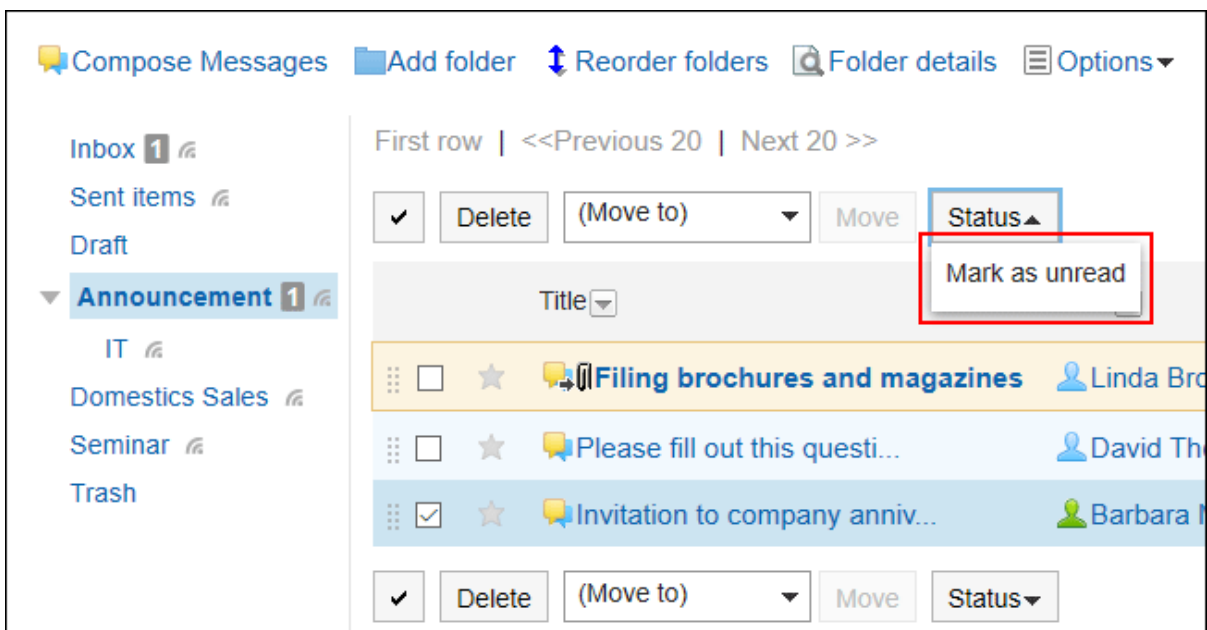 Compose Messages Add folder Reorder folders Folder details Options
Inbox 1
Sent items
Draft
Announcement 1
IT
Domestics Sales
Seminar
Trash
First row | <<Previous 20 | Next 20 >>
Delete (Move to) Move Status
Mark as unread
Title
Filing brochures and magazines Linda Bro
Please fill out this questi... David Th
Invitation to company anniv... Barbara
Delete (Move to) Move Status